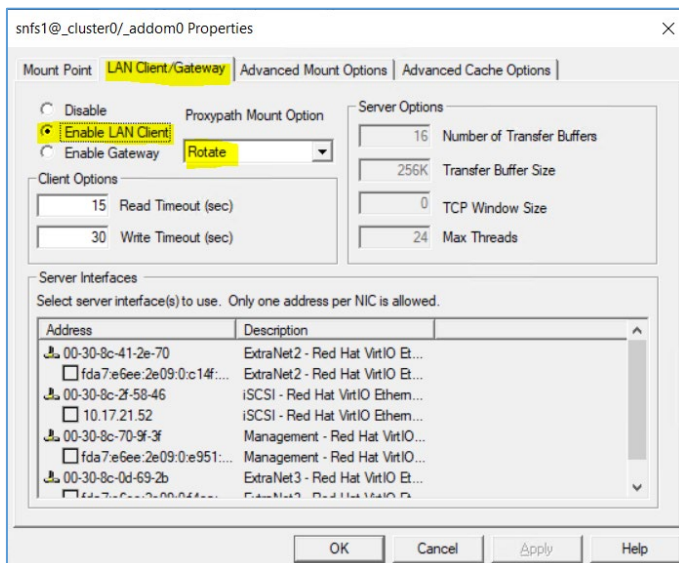 snfs1@_cluster0/_addom0 Properties
Mount Point
LAN Client/Gateway
Advanced Mount Options
Advanced Cache Options
Disable
Enable LAN Client
Enable Gateway
Proxypath Mount Option
Rotate
Client Options
15 Read Timeout (sec)
30 Write Timeout (sec)
Server Options
16 Number of Transfer Buffers
256K Transfer Buffer Size
0 TCP Window Size
24 Max Threads
Server Interfaces
Select server interface(s) to use. Only one address per NIC is allowed.
Address Description
00-30-8c-41-2e-70 ExtraNet2 - Red Hat VirtIO Et...
fda7:e6ee:2e09:0:c14f:... ExtraNet2 - Red Hat VirtIO Et...
00-30-8c-2f-58-46 iSCSI - Red Hat VirtIO Ethern...
10.17.21.52 iSCSI - Red Hat VirtIO Ethern...
00-30-8c-70-9f-3f Management - Red Hat VirtIO...
fda7:e6ee:2e09:0:e951:... Management - Red Hat VirtIO...
00-30-8c-0d-69-2b ExtraNet3 - Red Hat VirtIO Et...
OK Cancel Apply Help